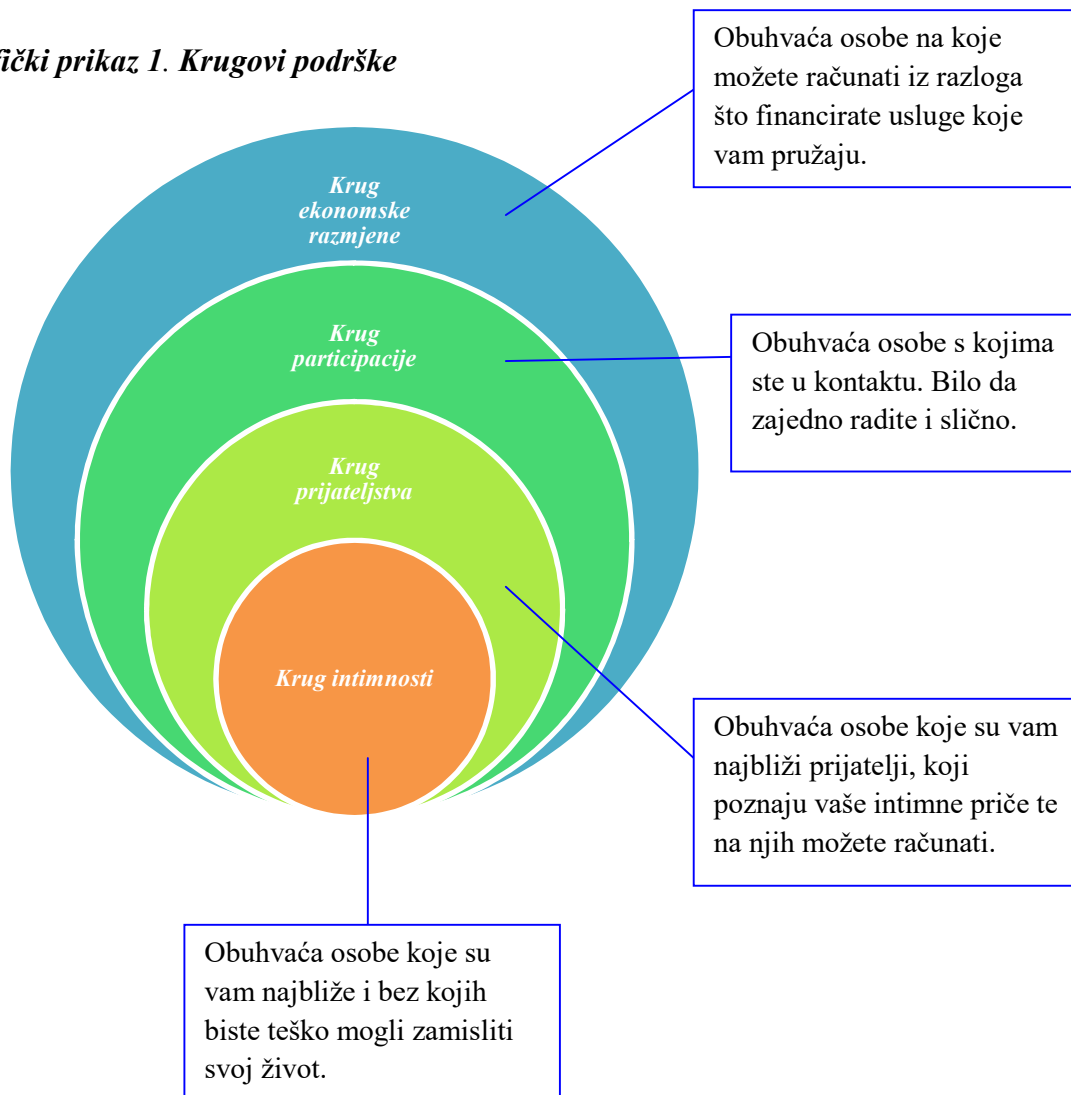 fički prikaz 1. Krugovi podrške
Obuhvaća osobe na koje
možete računati iz razloga
što financirate usluge koje
vam pružaju.
Krug
ekonomske
razmjene
Krug
participacije
Obuhvaća osobe s kojima
ste u kontaktu. Bilo da
zajedno radite i slično.
Krug
prijateljstva
Krug intimnosti
Obuhvaća osobe koje su vam
najbliži prijatelji, koji
poznaju vaše intimne priče te
na njih možete računati.
Obuhvaća osobe koje su
vam najbliže i bez kojih
biste teško mogli zamisliti
svoj život.